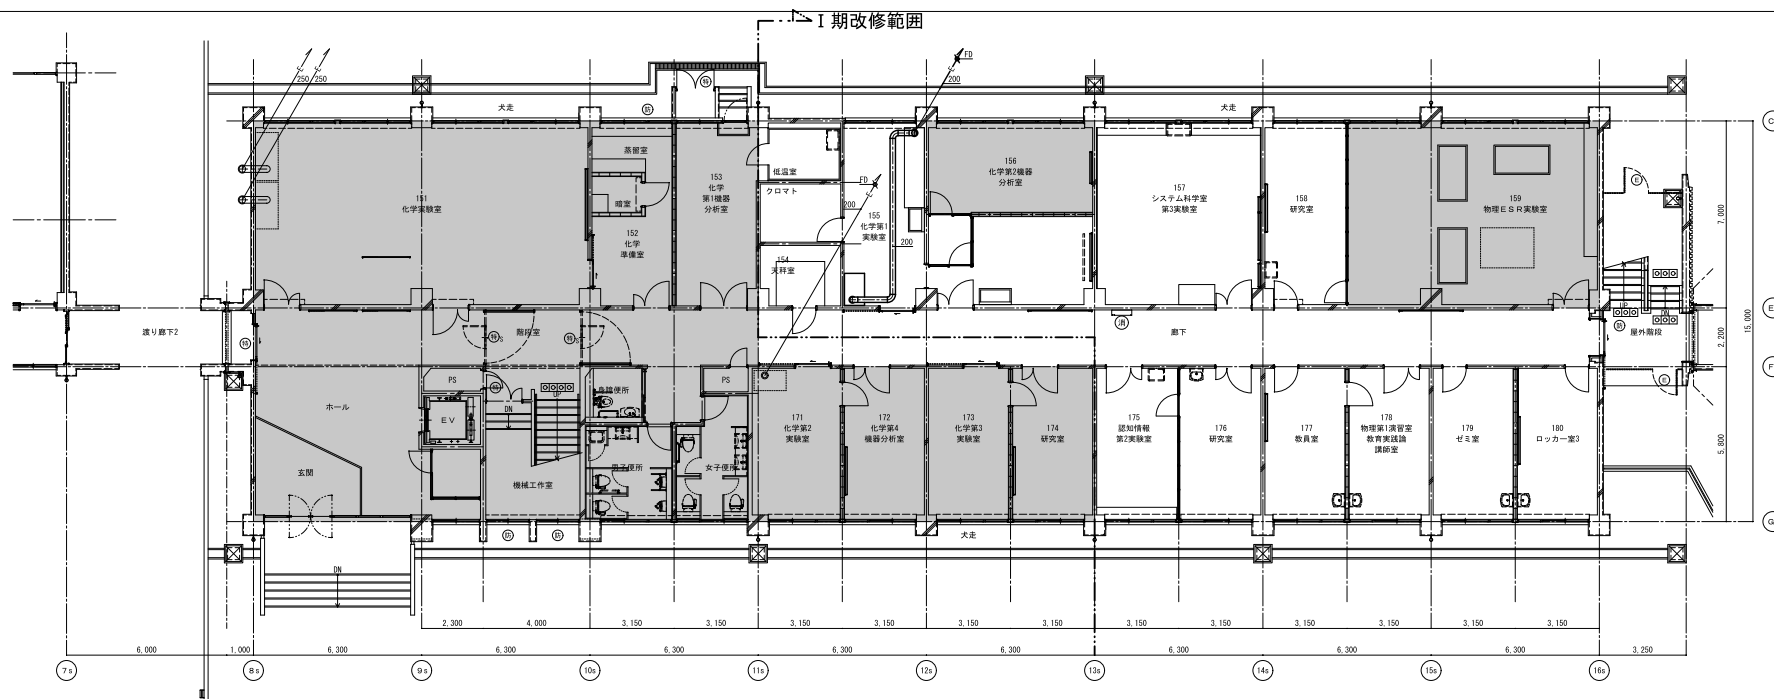 Ⅰ期改修範囲
250
250
FD
200
犬走
犬走
特
防
C
蒸留室
暗室
152
化学
準備室
151
化学実験室
153
化学
第1機器
分析室
低温室
クロマト
FD
200
154
天秤室
155
化学第1
実験室
200
156
化学第2機器
分析室
157
システム科学室
第3実験室
158
研究室
159
物理ESR実験室
E
7,000
15,000
2,200
5,800
E
渡り廊下2
特
階段室
特
S
特
S
消
廊下
UP
DN
防
屋外階段
E
F
PS
特
身障便所
PS
ホール
EV
DN
UP
玄関
機械工作室
男子便所
女子便所
171
化学第2
実験室
172
化学第4
機器分析室
173
化学第3
実験室
174
研究室
175
認知情報
第2実験室
176
研究室
177
教員室
178
物理第1演習室
教育実践論
講師室
179
ゼミ室
180
ロッカー室3
G
防
防
犬走
DN
2,300
4,000
3,150
3,150
3,150
3,150
3,150
3,150
3,150
3,150
3,150
3,150
3,150
3,150
6,000
1,000
6,300
6,300
6,300
6,300
6,300
6,300
6,300
6,300
3,250
7s
8s
9s
10s
11s
12s
13s
14s
15s
16s